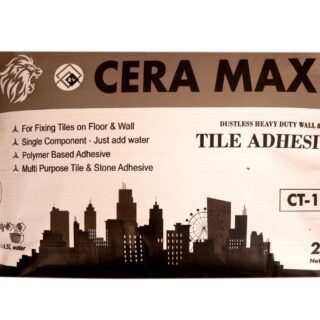 CERA MAX
For Fixing Tiles on Floor & Wall
Single Component - Just add water
Polymer Based Adhesive
Multi Purpose Tile & Stone Adhesive
DUSTLESS HEAVY DUTY WALL &
TILE ADHESI
CT-1
2
Net